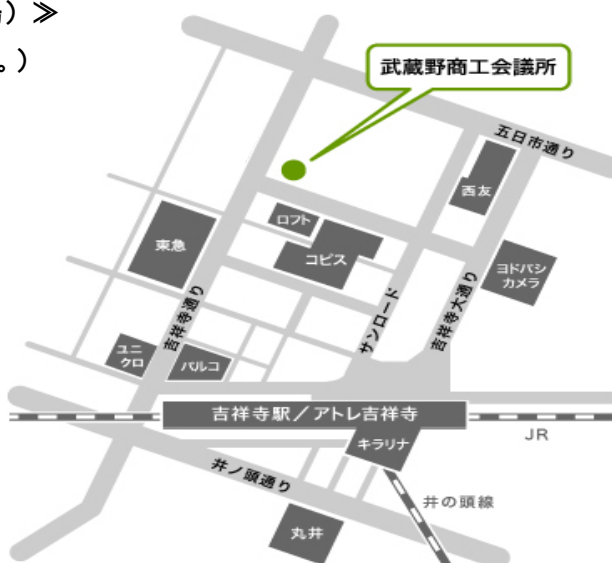 ）≫
。）
武蔵野商工会議所
五日市通り
西友
ロフト
東急
コピス
ヨドバシ
カメラ
吉祥寺通り
サンロード
吉祥寺大通り
ユニ
クロ
パルコ
吉祥寺駅／アトレ吉祥寺
キラリナ
JR
井ノ頭通り
井の頭線
丸井